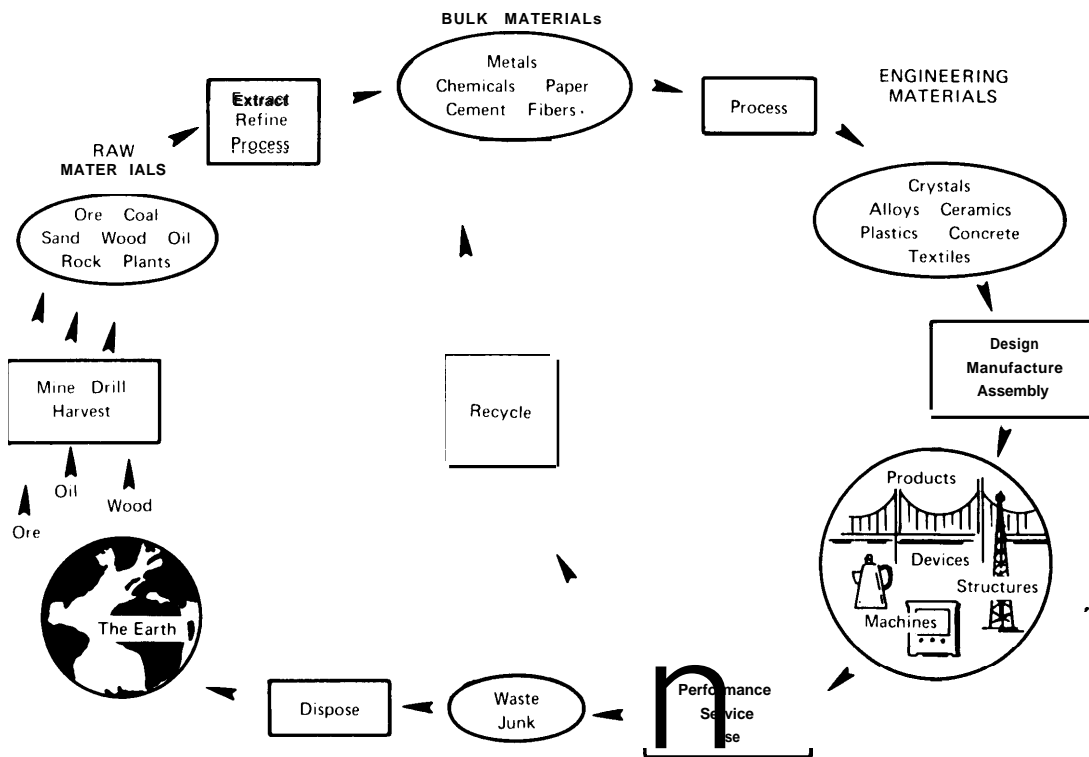 BULK MATERIALs
Metals
Chemicals Paper
Cement Fibers
Extract
Refine
Process
Process
ENGINEERING
MATERIALS
RAW
MATER IALS
Ore Coal
Sand Wood Oil
Rock Plants
Crystals
Alloys Ceramics
Plastics Concrete
Textiles
Mine Drill
Harvest
Recycle
Design
Manufacture
Assembly
Oil
Wood
Ore
Products
Devices
Structures
Machines
The Earth
Dispose
Waste
Junk
n
Performance
Service
se